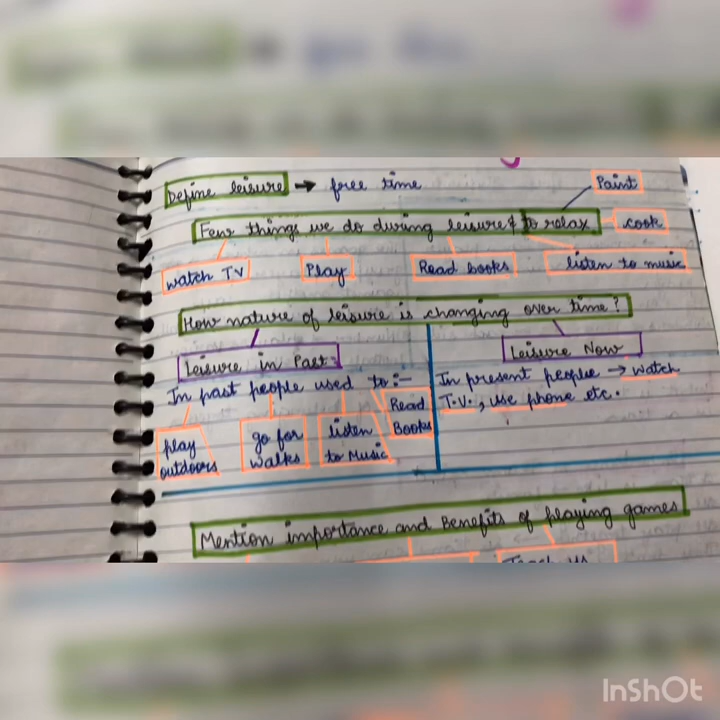 Define leisure → free time
Paint
Few things we do during leisure & to relax
cook
watch TV
Play
Read books
listen to music
How nature of leisure is changing over time?
Leisure in Past
Leisure Now
In past people used to :-
In present people → watch
T.V., use phone etc.
play outdoors
go for walks
listen to Music
Read Books
Mention importance and Benefits of playing games
Teach us
InShOt